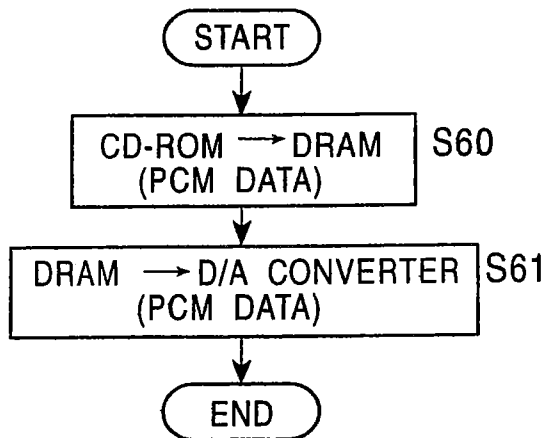 START
CD-ROM → DRAM S60
(PCM DATA)
DRAM → D/A CONVERTER S61
(PCM DATA)
END